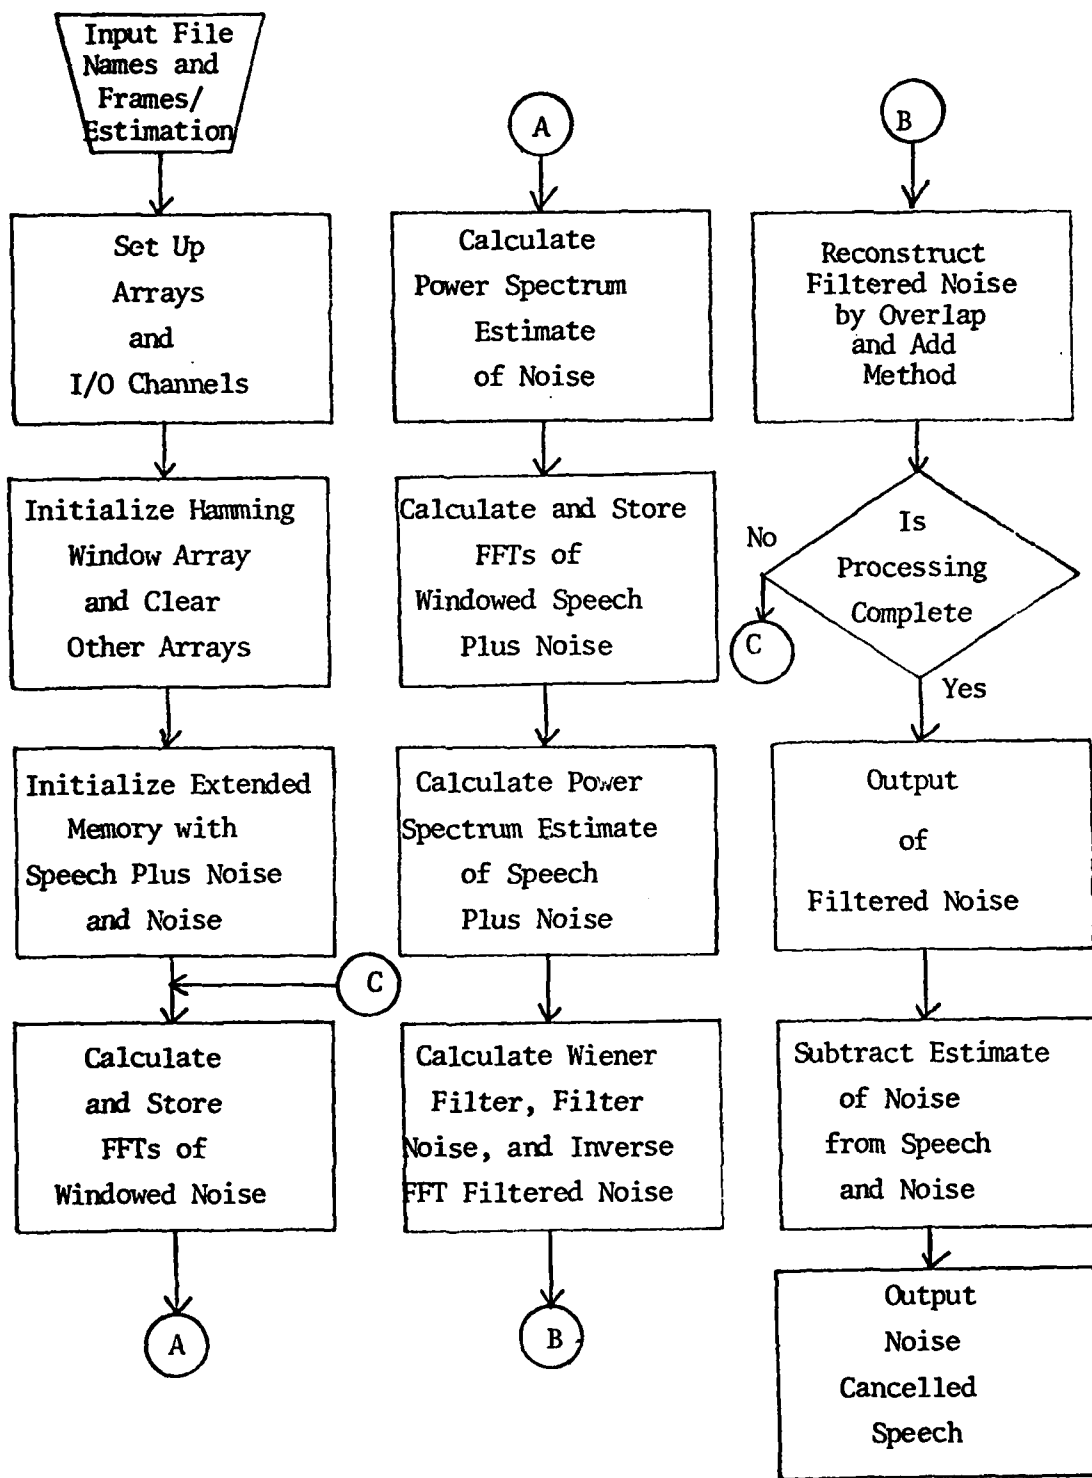 Input File
Names and
Frames/
Estimation
Set Up
Arrays
and
I/O Channels
Initialize Hamming
Window Array
and Clear
Other Arrays
Initialize Extended
Memory with
Speech Plus Noise
and Noise
C
Calculate
and Store
FFTs of
Windowed Noise
A
A
Calculate
Power Spectrum
Estimate
of Noise
Calculate and Store
FFTs of
Windowed Speech
Plus Noise
Calculate Power
Spectrum Estimate
of Speech
Plus Noise
Calculate Wiener
Filter, Filter
Noise, and Inverse
FFT Filtered Noise
B
B
Reconstruct
Filtered Noise
by Overlap
and Add
Method
Is
Processing
Complete
No
C
Yes
Output
of
Filtered Noise
Subtract Estimate
of Noise
from Speech
and Noise
Output
Noise
Cancelled
Speech